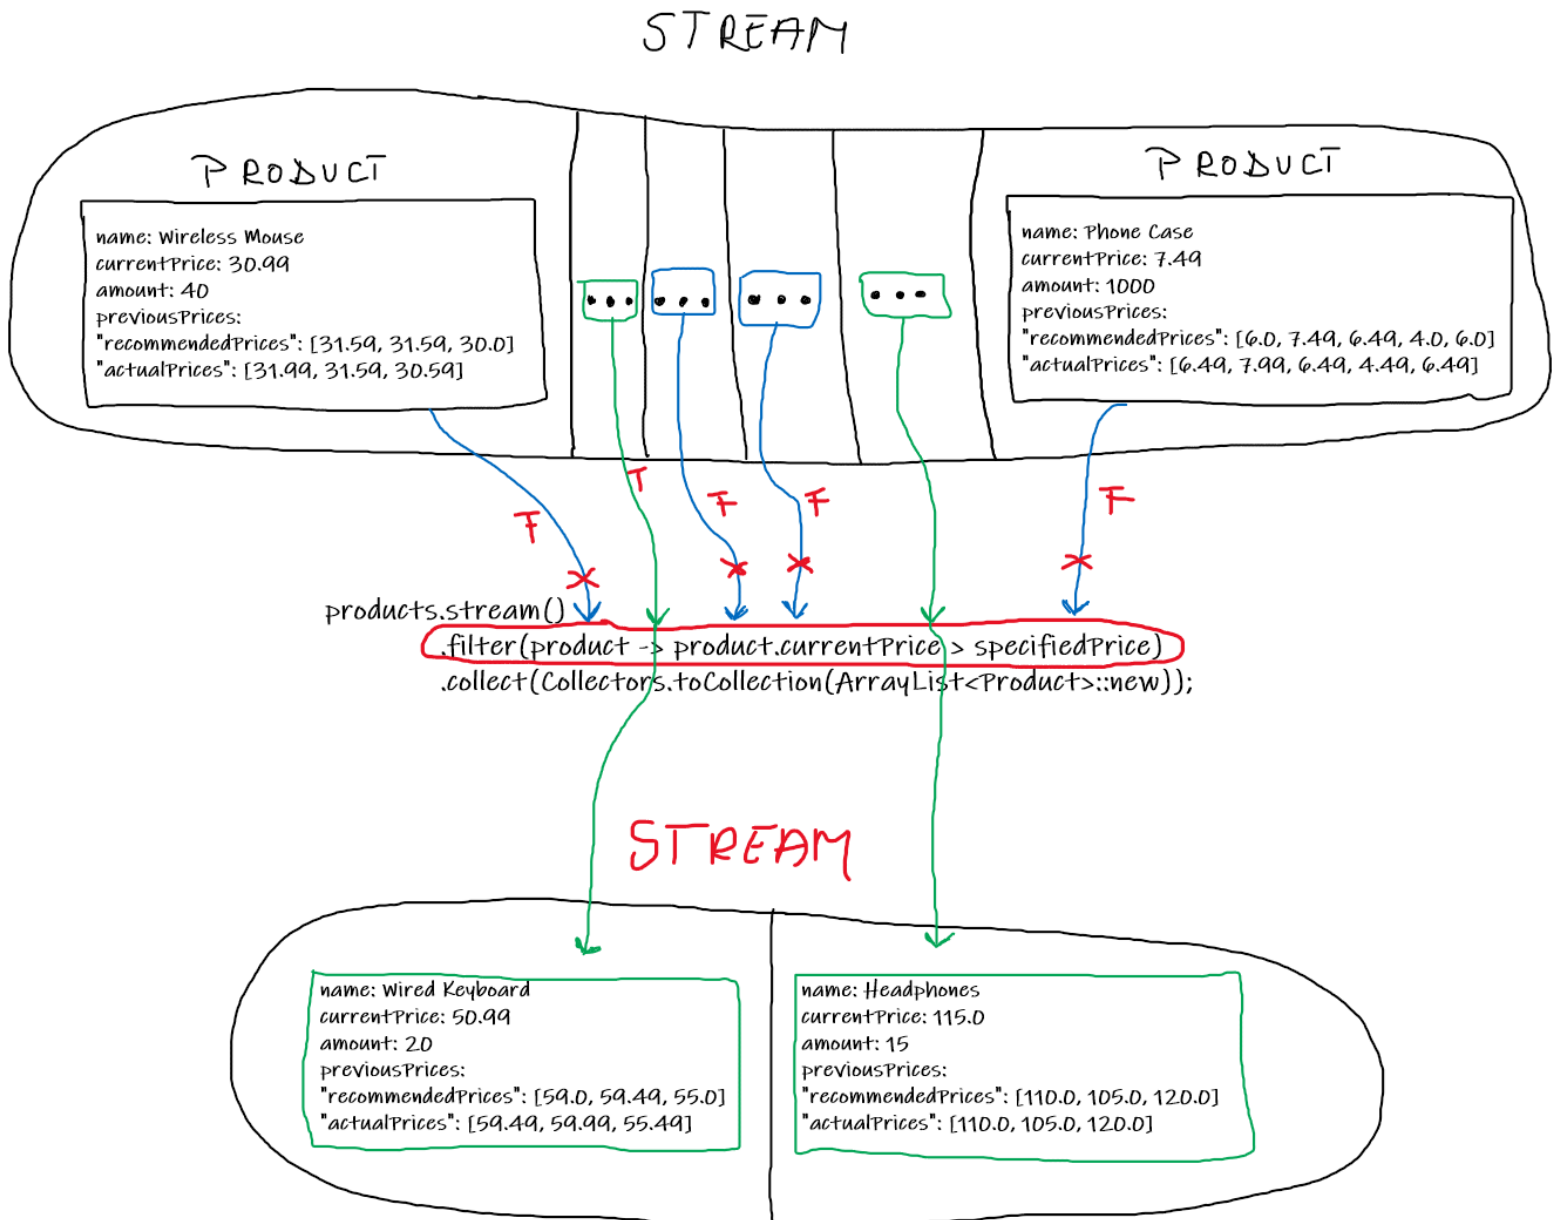 STREAM
PRODUCT
name: Wireless Mouse
currentPrice: 30.99
amount: 40
previousPrices:
"recommendedPrices": [31.59, 31.59, 30.0]
"actualPrices": [31.99, 31.59, 30.59]
PRODUCT
name: Phone Case
currentPrice: 7.49
amount: 1000
previousPrices:
"recommendedPrices": [6.0, 7.49, 6.49, 4.0, 6.0]
"actualPrices": [6.49, 7.99, 6.49, 4.49, 6.49]
F
T
F
F
F
products.stream()
.filter(product -> product.currentPrice > specifiedPrice)
.collect(Collectors.toCollection(ArrayList<Product>::new));
STREAM
name: Wired Keyboard
currentPrice: 50.99
amount: 20
previousPrices:
"recommendedPrices": [59.0, 59.49, 55.0]
"actualPrices": [59.49, 59.99, 55.49]
name: Headphones
currentPrice: 115.0
amount: 15
previousPrices:
"recommendedPrices": [110.0, 105.0, 120.0]
"actualPrices": [110.0, 105.0, 120.0]